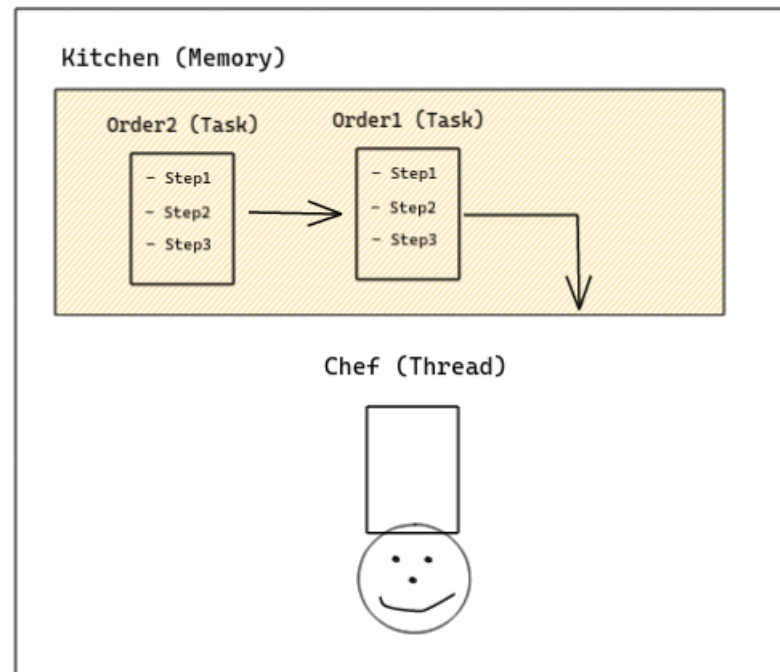 Kitchen (Memory)
Order2 (Task)
- Step1
- Step2
- Step3
Order1 (Task)
- Step1
- Step2
- Step3
Chef (Thread)